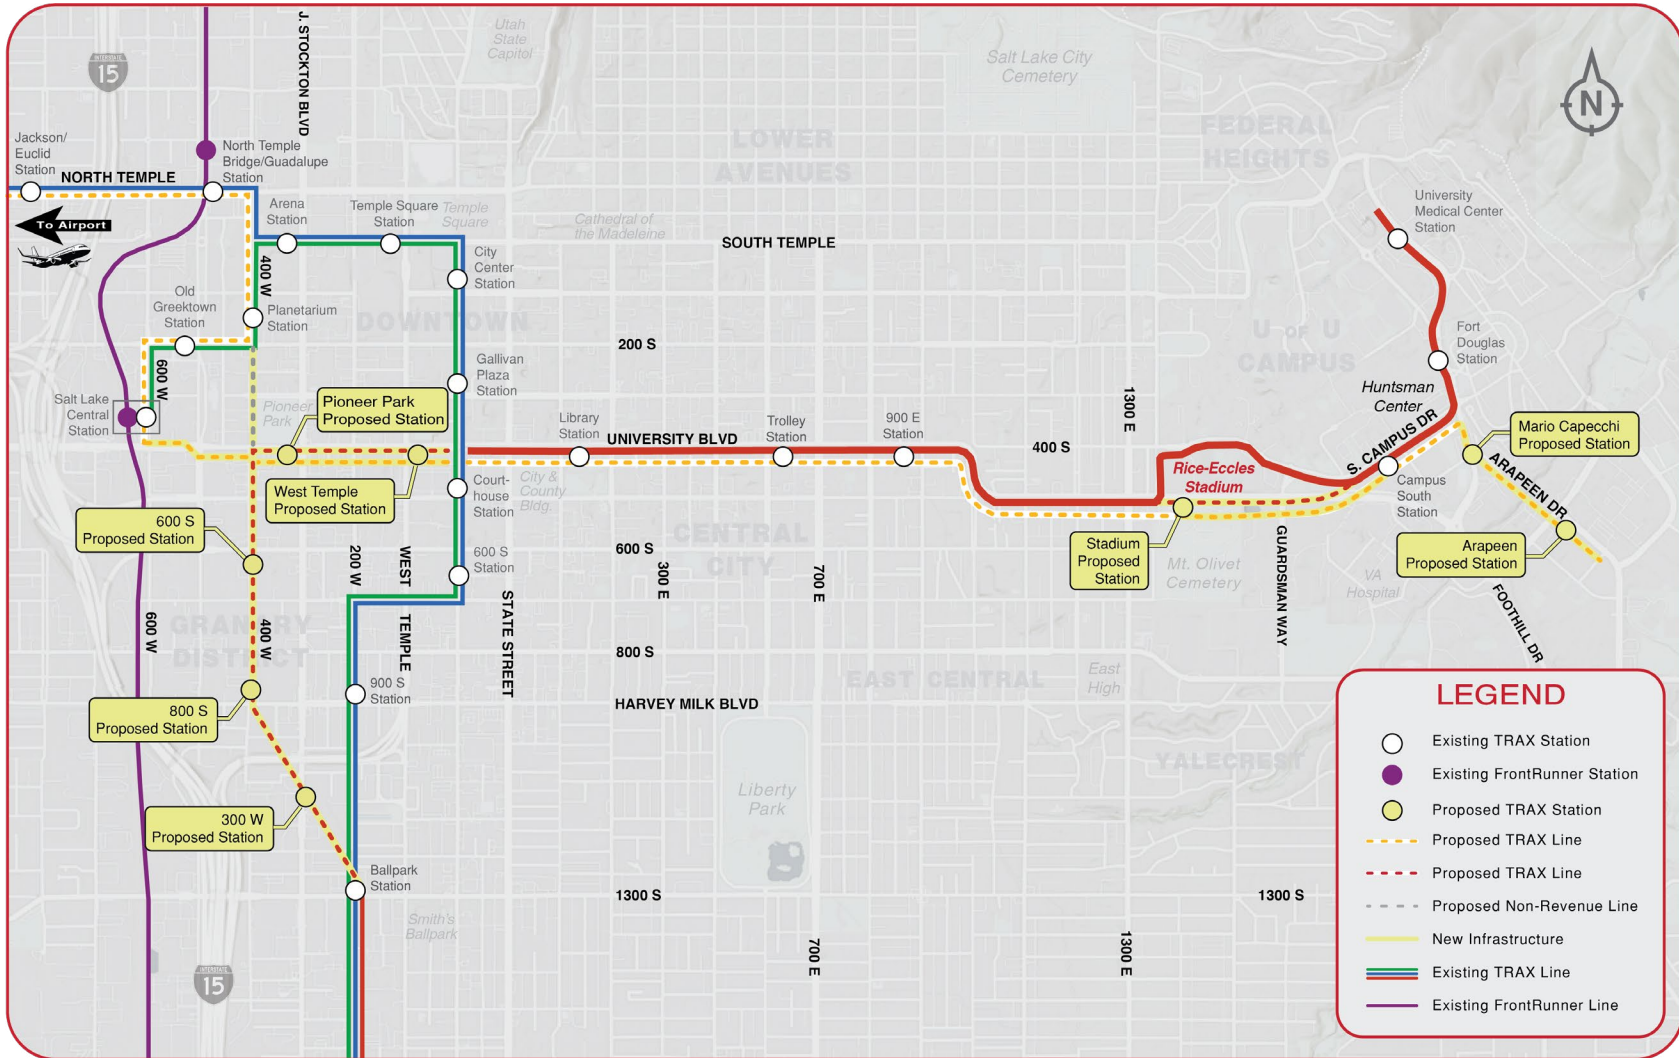 INTERSTATE
15
J. STOCKTON BLVD
Utah
State
Capitol
Salt Lake City
Cemetery
N
LOWER
AVENUES
FEDERAL
HEIGHTS
Jackson/
Euclid
Station
NORTH TEMPLE
North Temple
Bridge/Guadalupe
Station
To Airport
Arena
Station
Temple Square
Station
Temple
Square
Cathedral of
the Madeleine
SOUTH TEMPLE
University
Medical Center
Station
City
Center
Station
400 W
Old
Greektown
Station
Planetarium
Station
DOWNTOWN
200 S
U OF U
CAMPUS
Fort
Douglas
Station
600 W
Gallivan
Plaza
Station
Salt Lake
Central
Station
Pioneer
Park
Pioneer Park
Proposed Station
Huntsman
Center
1300 E
Library
Station
UNIVERSITY BLVD
Trolley
Station
900 E
Station
400 S
S. CAMPUS DR
Mario Capecchi
Proposed Station
ARAPEEN DR
Rice-Eccles
Stadium
Campus
South
Station
West Temple
Proposed Station
Court-
house
Station
City &
County
Bldg.
600 S
Proposed Station
CENTRAL
CITY
600 S
Station
600 S
300 E
700 E
Stadium
Proposed
Station
Mt. Olivet
Cemetery
GUARDSMAN WAY
VA
Hospital
Arapeen
Proposed Station
FOOTHILL DR
200 W
WEST
TEMPLE
STATE STREET
600 W
GRANARY
DISTRICT
400 W
800 S
EAST CENTRAL
East
High
900 S
Station
HARVEY MILK BLVD
800 S
Proposed Station
YALECREST
Liberty
Park
300 W
Proposed Station
Ballpark
Station
1300 S
1300 S
Smith's
Ballpark
700 E
1300 E
INTERSTATE
15
LEGEND
Existing TRAX Station
Existing FrontRunner Station
Proposed TRAX Station
Proposed TRAX Line
Proposed TRAX Line
Proposed Non-Revenue Line
New Infrastructure
Existing TRAX Line
Existing FrontRunner Line